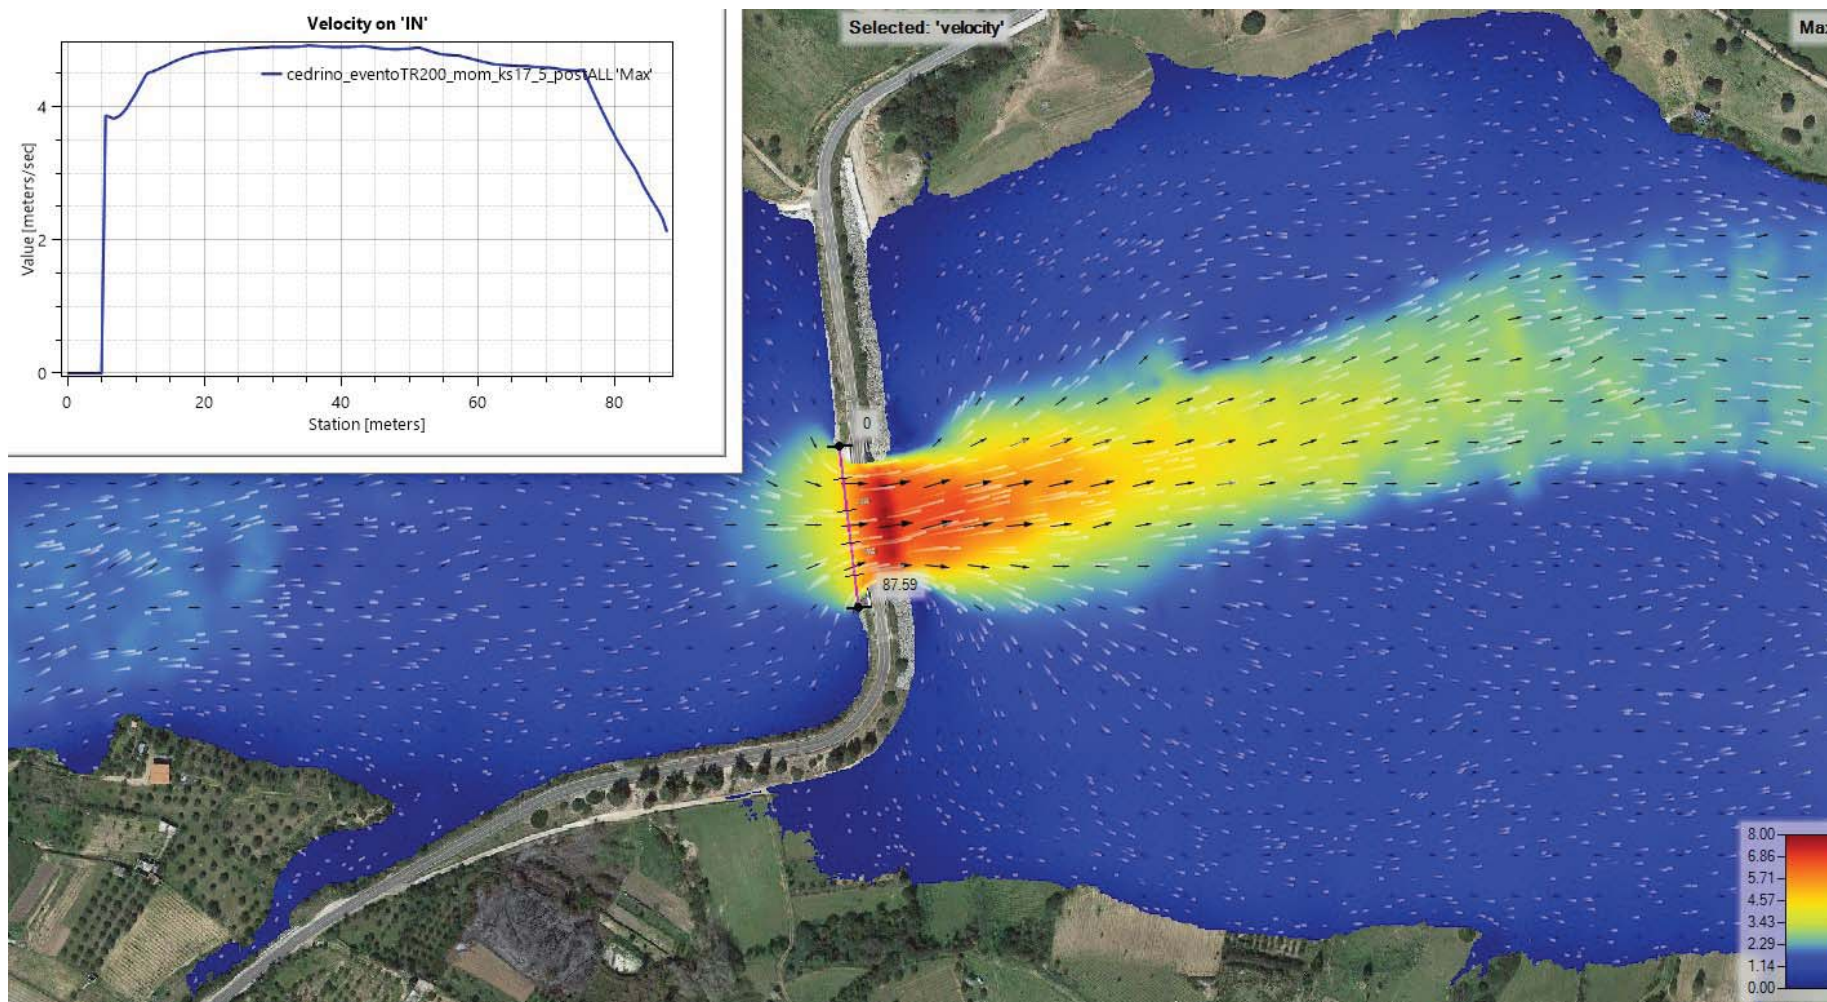 Velocity on 'IN'
cedrino_eventoTR200_mom_ks17_5_postALL 'Max'
Value [meters/sec]
4
2
0
0 20 40 60 80
Station [meters]
Selected: 'velocity'
Max
0
87.59
8.00
6.86
5.71
4.57
3.43
2.29
1.14
0.00